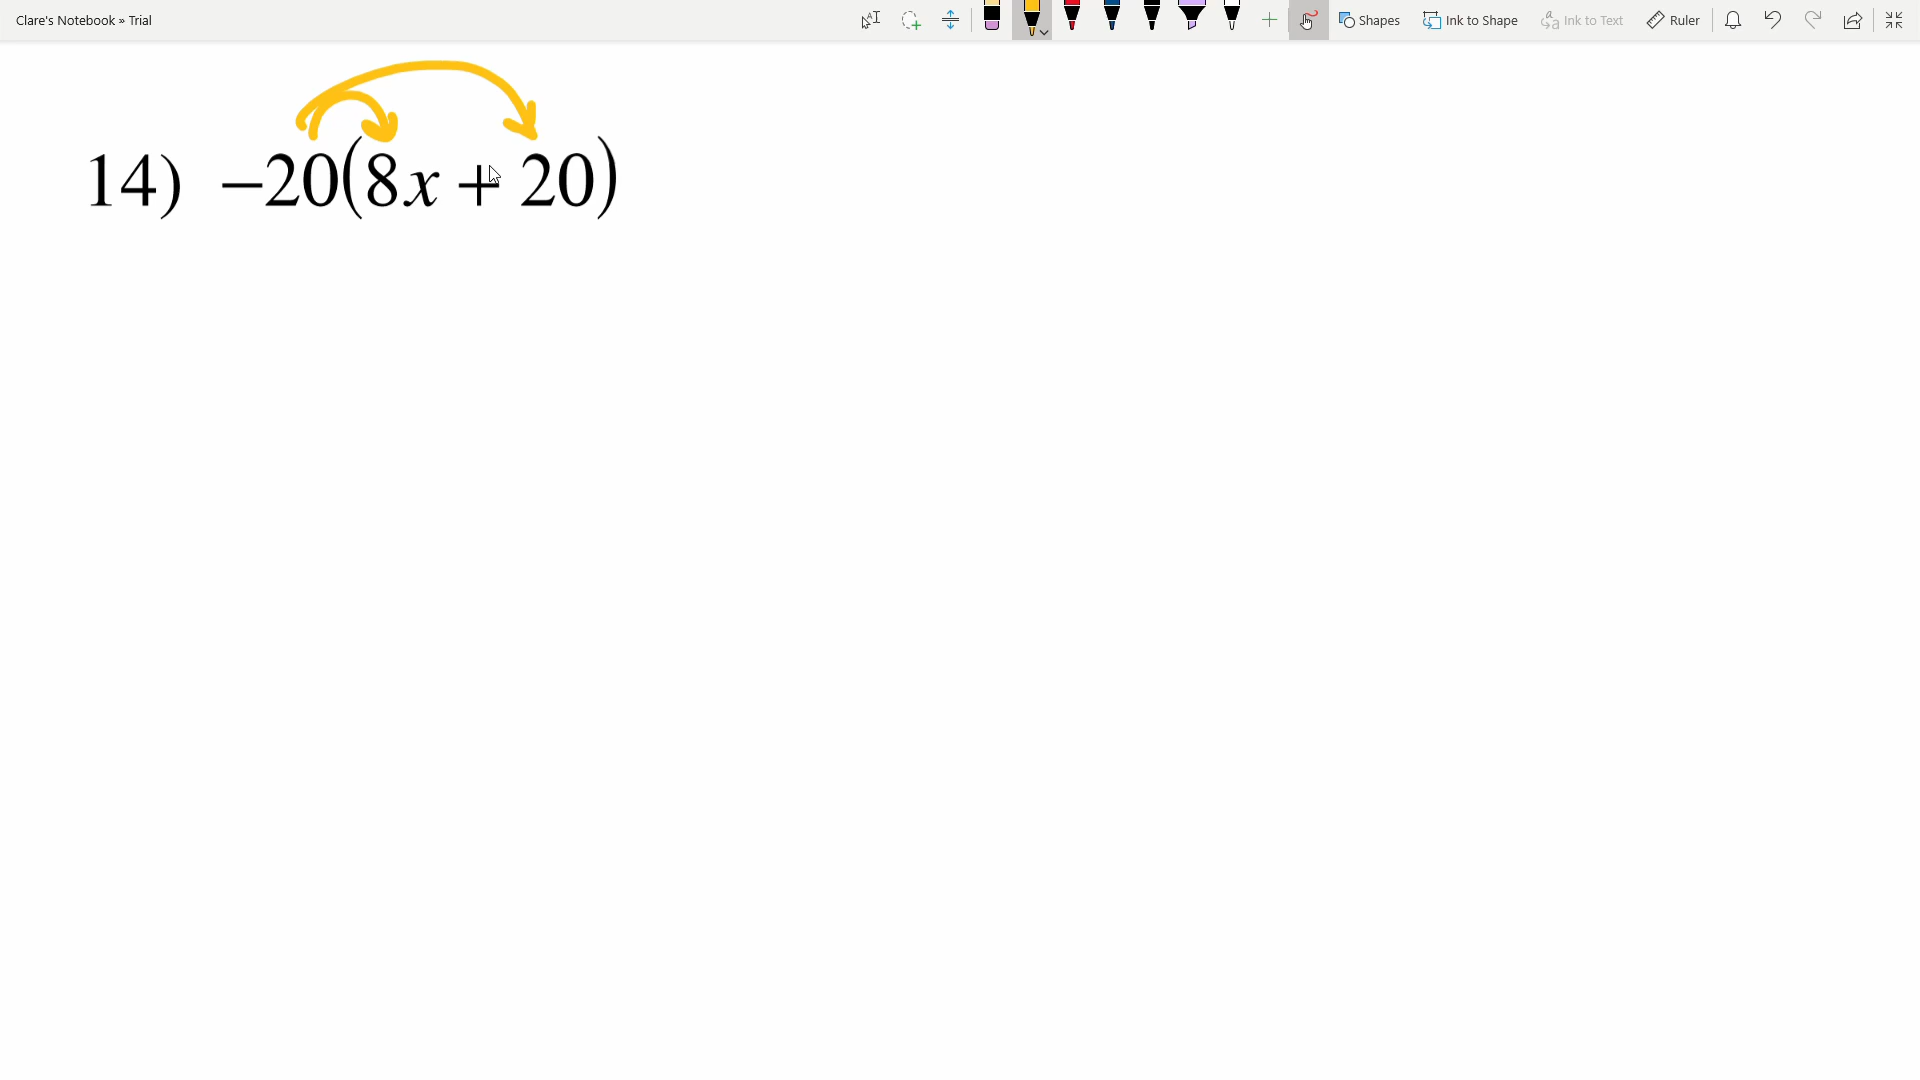 Clare's Notebook » Trial
Shapes
Ink to Shape
Ink to Text
Ruler
14) −20(8x + 20)